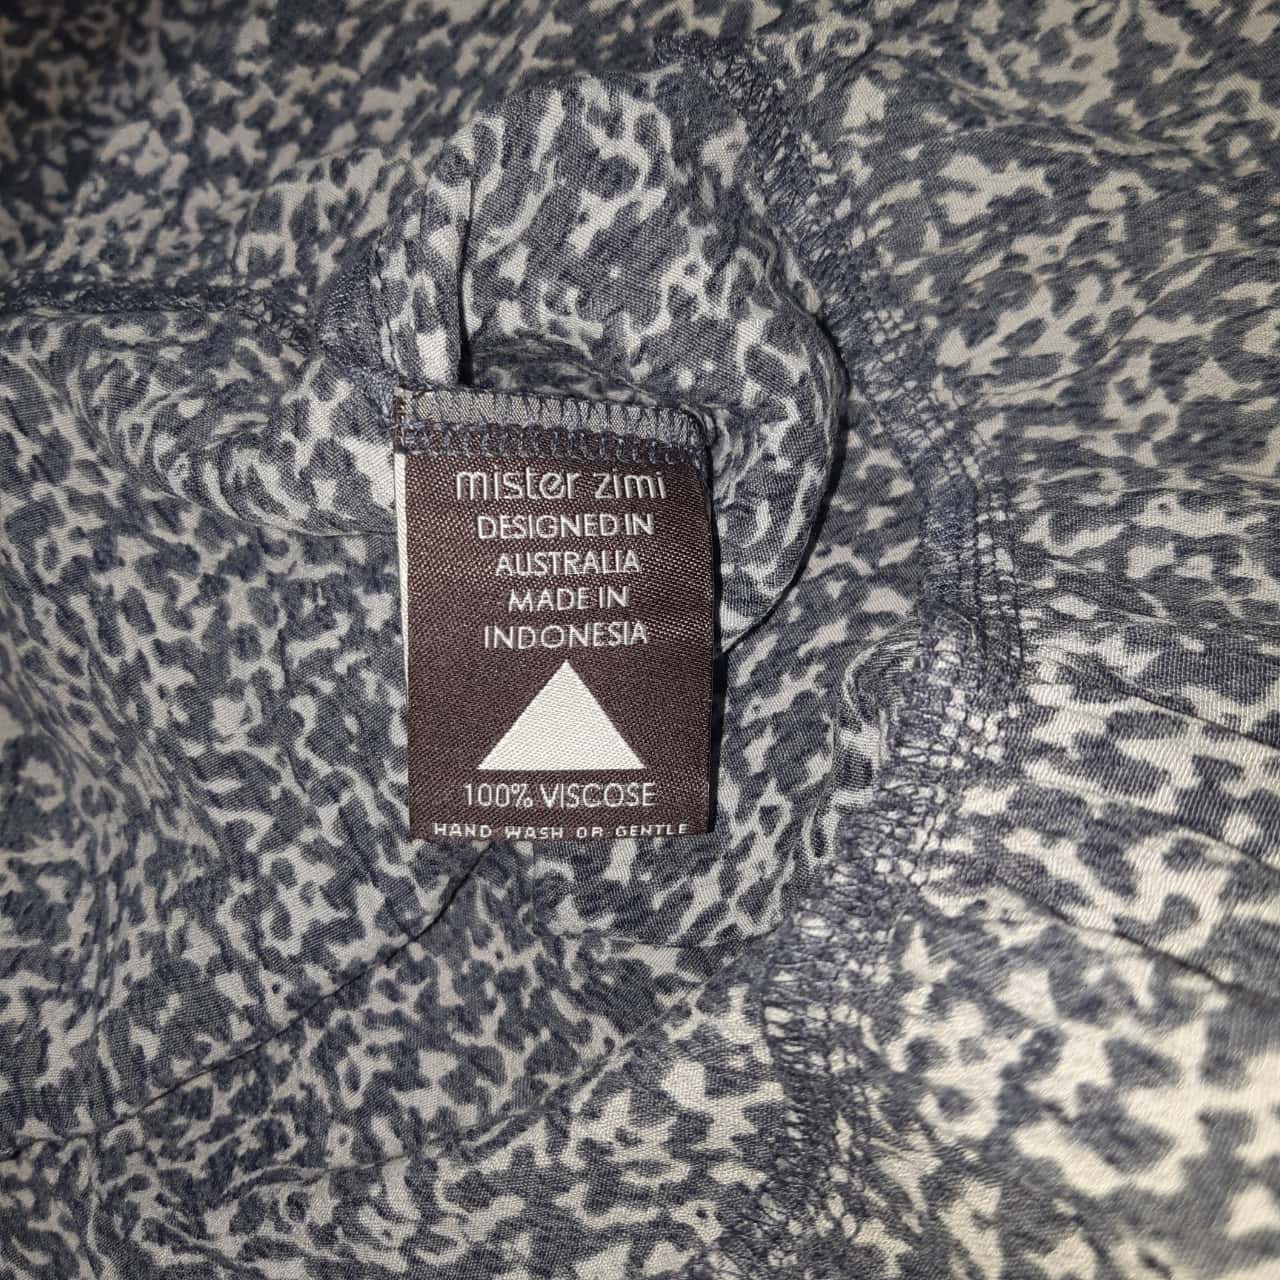 mister zimi
DESIGNED IN
AUSTRALIA
MADE IN
INDONESIA
100% VISCOSE
HAND WASH OR GENTLE